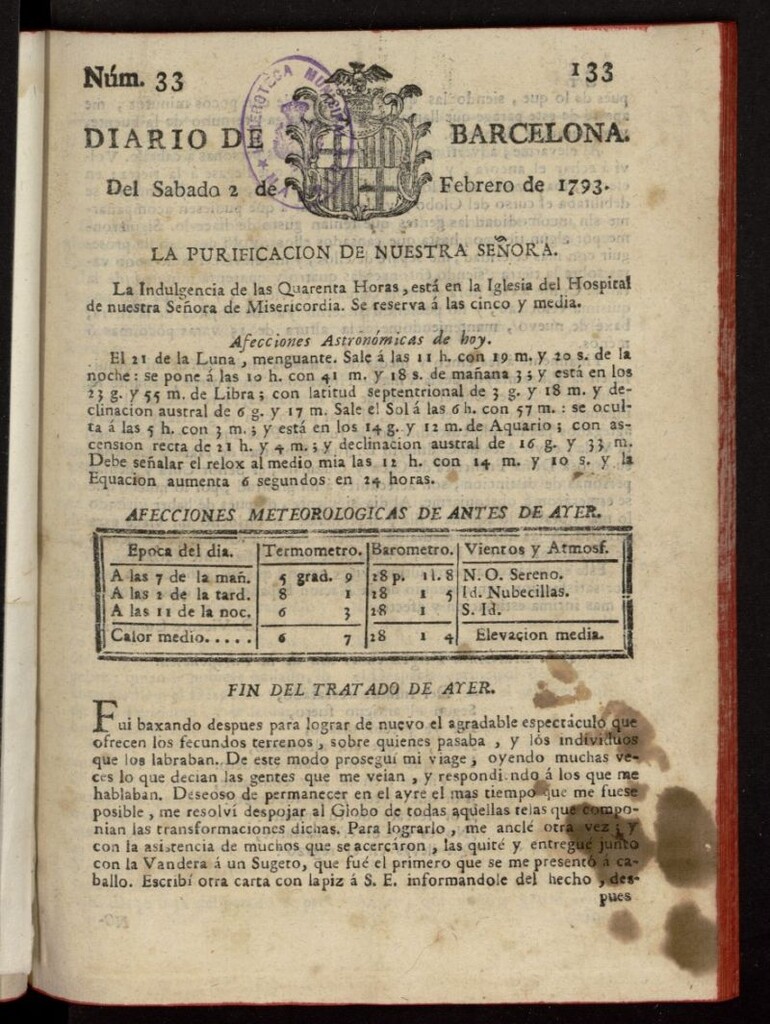 Núm. 33
133
HEMEROTECA MUNICIPAL
DIARIO DE BARCELONA.
Del Sabado 2 de Febrero de 1793.
LA PURIFICACION DE NUESTRA SEÑORA.
La Indulgencia de las Quarenta Horas, está en la Iglesia del Hospital
de nuestra Señora de Misericordia. Se reserva á las cinco y media.
Afecciones Astronómicas de hoy.
El 21 de la Luna, menguante. Sale á las 11 h. con 19 m. y 20 s. de la
noche: se pone á las 10 h. con 41 m. y 18 s. de mañana 3; y está en los
23 g. y 55 m. de Libra; con latitud septentrional de 3 g. y 18 m. y de-
clinacion austral de 6 g. y 17 m. Sale el Sol á las 6 h. con 57 m.: se ocul-
ta á las 5 h. con 3 m.; y está en los 14 g. y 12 m. de Aquario; con as-
cension recta de 21 h. y 4 m.; y declinacion austral de 16 g. y 33 m.
Debe señalar el relox al medio mia las 12 h. con 14 m. y 10 s. y la
Equacion aumenta 6 segundos en 24 horas.
AFECCIONES METEOROLOGICAS DE ANTES DE AYER.
Epoca del dia. Termometro. Barometro. Vientos y Atmosf.
A las 7 de la mañ. 5 grad. 9 28 p. 1l. 8 N. O. Sereno.
A las 2 de la tard. 8 1 28 1 5 Id. Nubecillas.
A las 11 de la noc. 6 3 28 1 S. Id.
Calor medio..... 6 7 28 1 4 Elevacion media.
FIN DEL TRATADO DE AYER.
Fui baxando despues para lograr de nuevo el agradable espectáculo que
ofrecen los fecundos terrenos, sobre quienes pasaba, y los individuos
que los labraban. De este modo proseguí mi viage, oyendo muchas ve-
ces lo que decian las gentes que me veían, y respondiendo á los que me
hablaban. Deseoso de permanecer en el ayre el mas tiempo que me fuese
posible, me resolví despojar al Globo de todas aquellas telas que compo-
nian las transformaciones dichas. Para lograrlo, me anclé otra vez; y
con la asistencia de muchos que se acercáron, las quité y entregué junto
con la Vandera á un Sugeto, que fué el primero que se me presentó á ca-
ballo. Escribí otra carta con lapiz á S. E. informandole del hecho, des-
pues